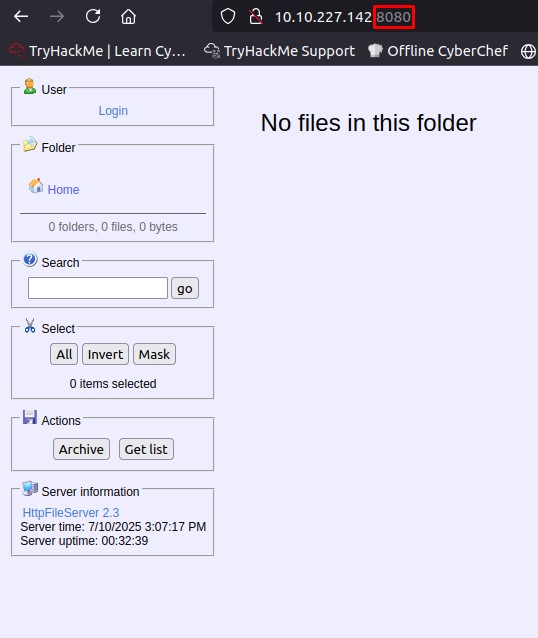 10.10.227.142:8080
TryHackMe | Learn Cy...
TryHackMe Support
Offline CyberChef
User
Login
Folder
Home
0 folders, 0 files, 0 bytes
Search
go
Select
All
Invert
Mask
0 items selected
Actions
Archive
Get list
Server information
HttpFileServer 2.3
Server time: 7/10/2025 3:07:17 PM
Server uptime: 00:32:39
No files in this folder